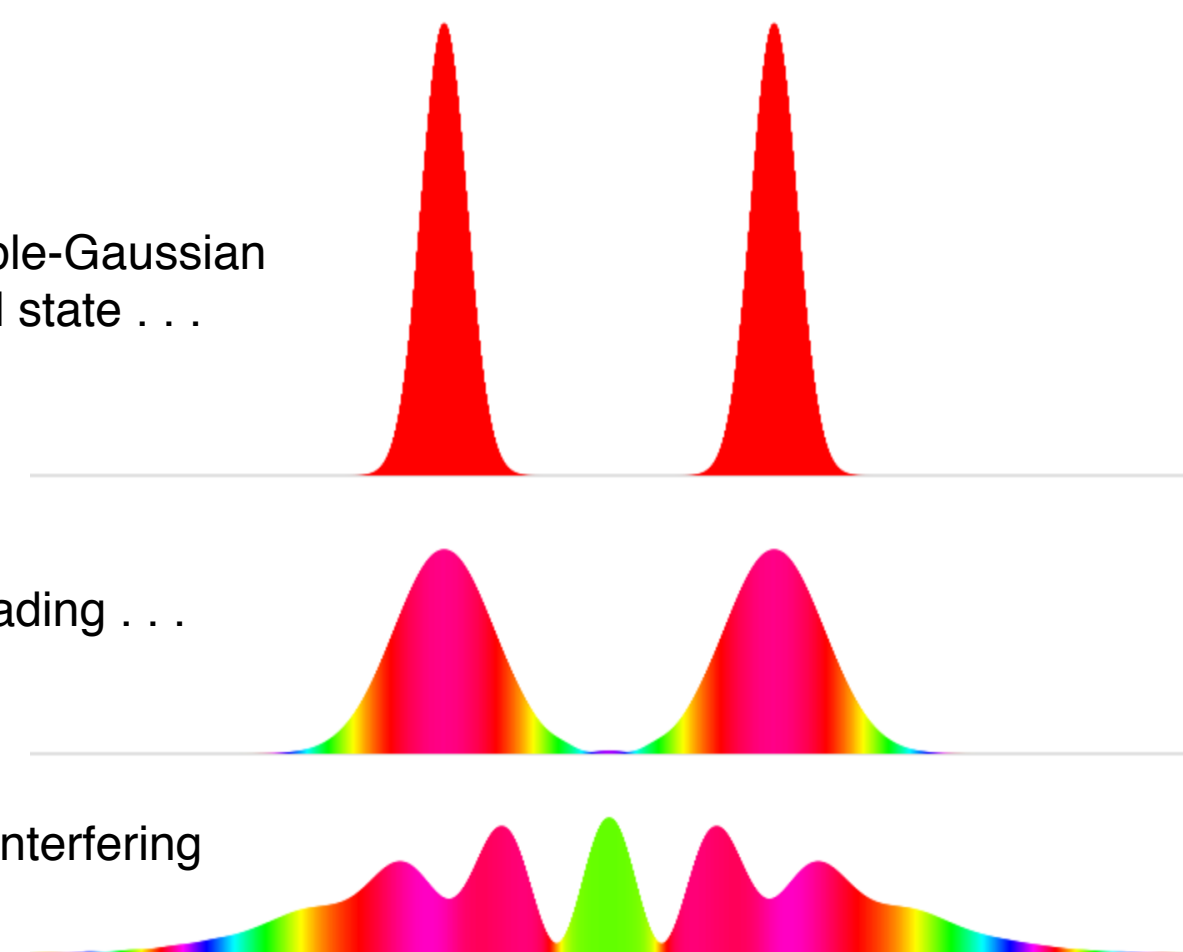 ble-Gaussian
state . . .
ading . . .
nterfering